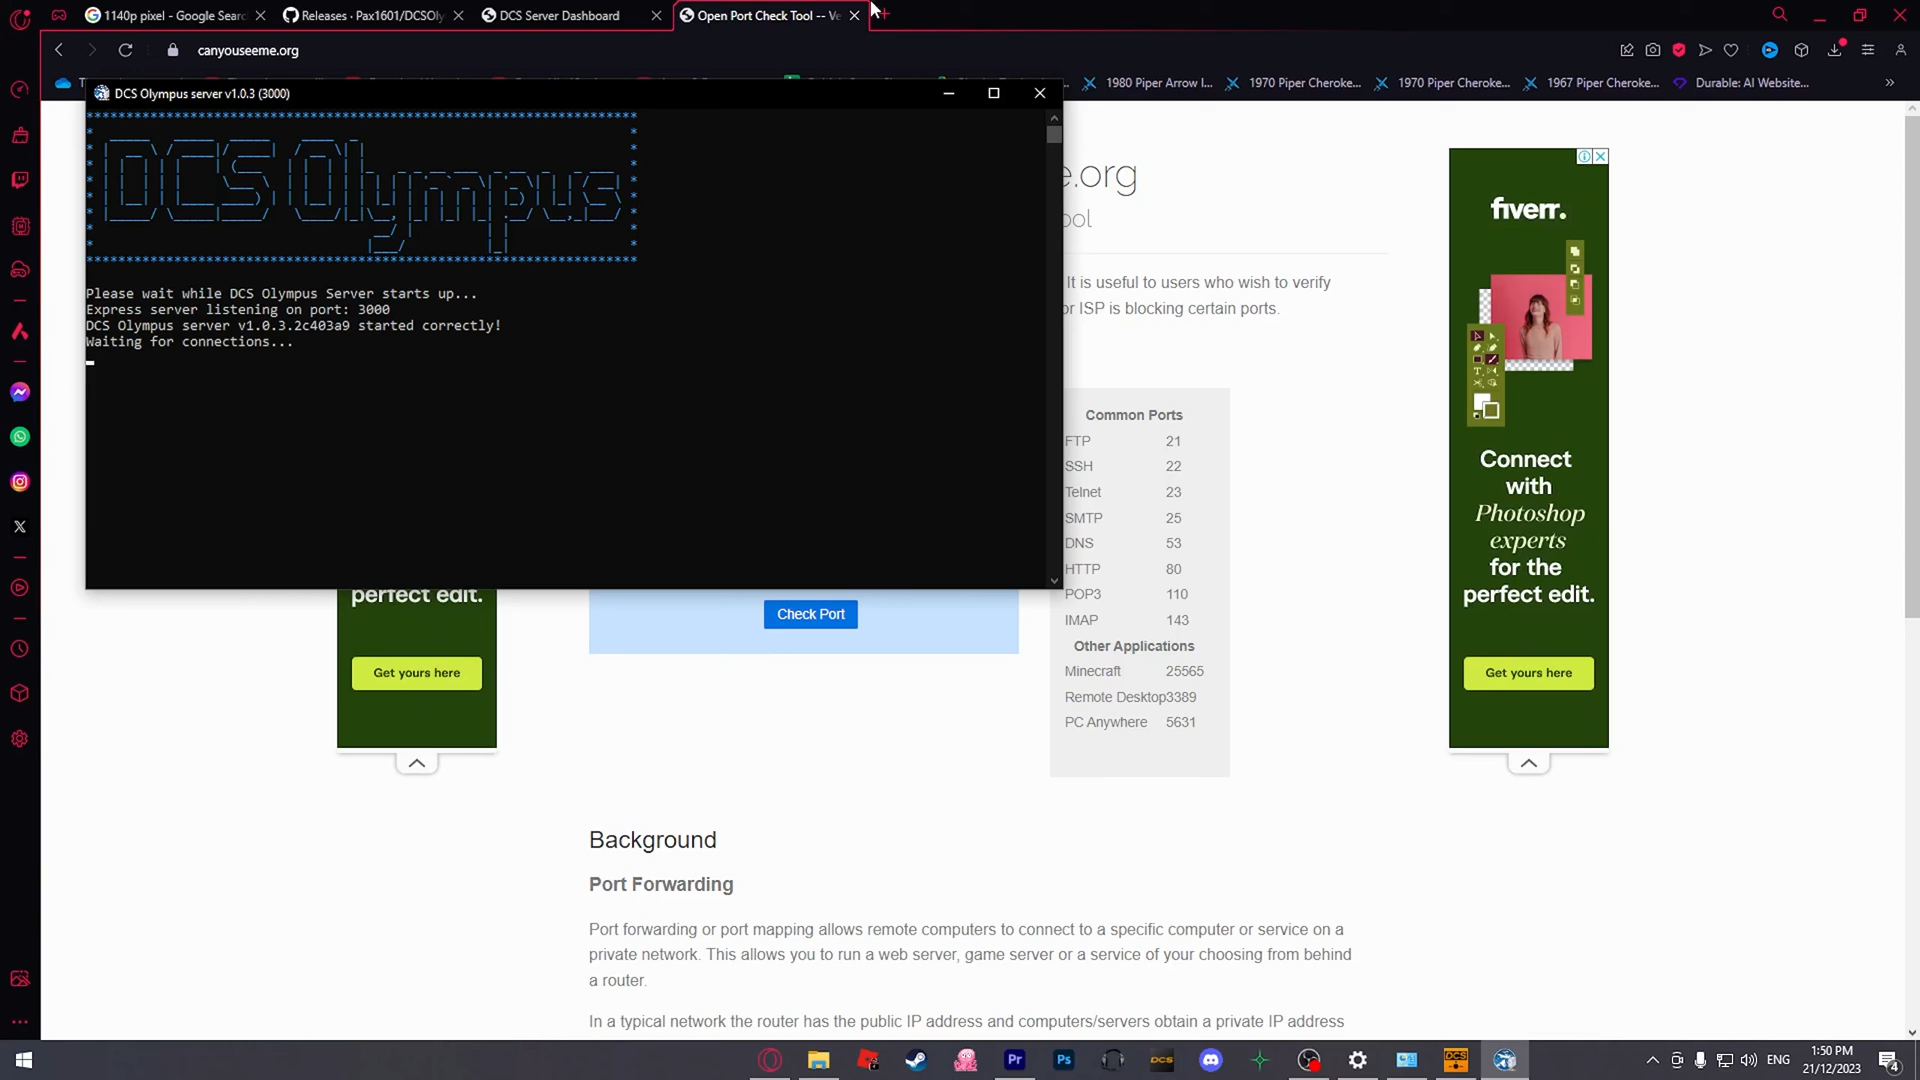 1140p pixel - Google Sear
Releases · Pax1601/DCSOly
DCS Server Dashboard
Open Port Check Tool -- Ve
canyouseeme.org
1980 Piper Arrow I...
1970 Piper Cheroke...
1970 Piper Cheroke...
1967 Piper Cheroke...
Durable: AI Website...
DCS Olympus server v1.0.3 (3000)
DCS Olympus
Please wait while DCS Olympus Server starts up...
Express server listening on port: 3000
DCS Olympus server v1.0.3.2c403a9 started correctly!
Waiting for connections...
e.org
ool
It is useful to users who wish to verify
or ISP is blocking certain ports.
Common Ports
FTP 21
SSH 22
Telnet 23
SMTP 25
DNS 53
HTTP 80
POP3 110
IMAP 143
Other Applications
Minecraft 25565
Remote Desktop3389
PC Anywhere 5631
perfect edit.
Get yours here
Check Port
fiverr.
Connect
with
Photoshop
experts
for the
perfect edit.
Get yours here
Background
Port Forwarding
Port forwarding or port mapping allows remote computers to connect to a specific computer or service on a
private network. This allows you to run a web server, game server or a service of your choosing from behind
a router.
In a typical network the router has the public IP address and computers/servers obtain a private IP address
Pr
Ps
DCS
DCS
ENG
1:50 PM
21/12/2023
4